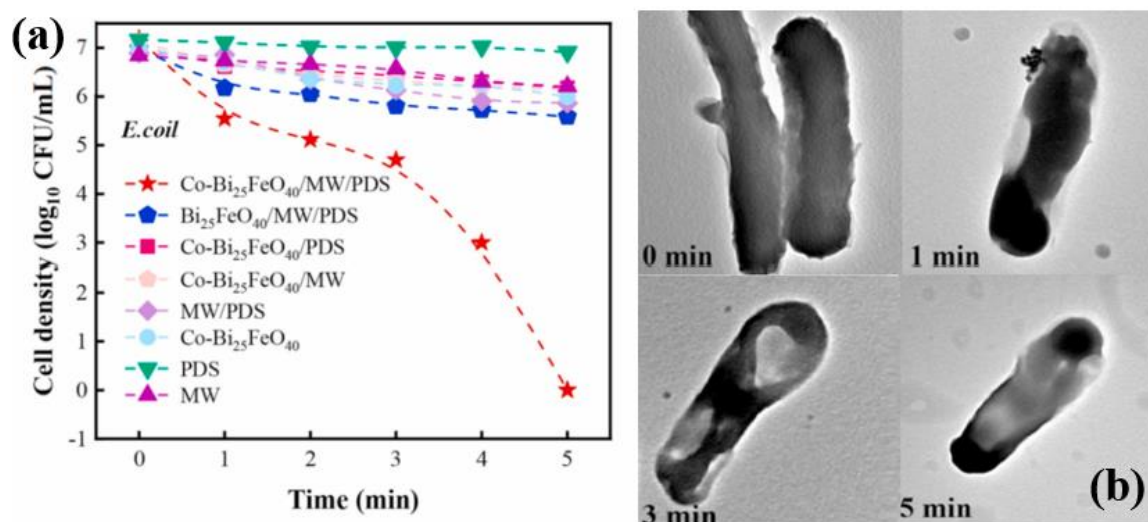 (a)
7
6
5
4
3
2
1
0
-1
Cell density (log₁₀ CFU/mL)
E.coil
Co-Bi₂₅FeO₄₀/MW/PDS
Bi₂₅FeO₄₀/MW/PDS
Co-Bi₂₅FeO₄₀/PDS
Co-Bi₂₅FeO₄₀/MW
MW/PDS
Co-Bi₂₅FeO₄₀
PDS
MW
0 1 2 3 4 5
Time (min)
0 min
1 min
3 min
5 min
(b)